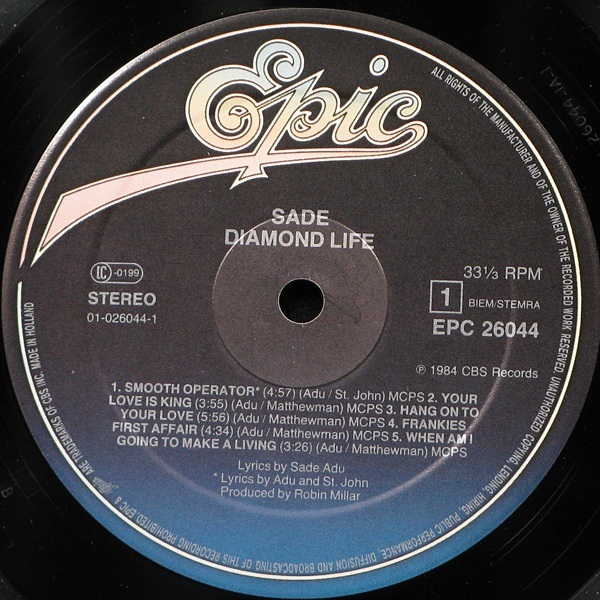 Epic
SADE
DIAMOND LIFE
LC -0199
STEREO
01-026044-1
33⅓ RPM
1 BIEM/STEMRA
EPC 26044
℗ 1984 CBS Records
1. SMOOTH OPERATOR* (4:57) (Adu / St. John) MCPS 2. YOUR
LOVE IS KING (3:55) (Adu / Matthewman) MCPS 3. HANG ON TO
YOUR LOVE (5:56) (Adu / Matthewman) MCPS 4. FRANKIES
FIRST AFFAIR (4:34) (Adu / Matthewman) MCPS 5. WHEN AM I
GOING TO MAKE A LIVING (3:26) (Adu / Matthewman) MCPS
Lyrics by Sade Adu
* Lyrics by Adu and St. John
Produced by Robin Millar
ALL RIGHTS OF THE MANUFACTURER AND OF THE OWNER OF THE RECORDED WORK RESERVED. UNAUTHORIZED COPYING, LENDING, HIRING, PUBLIC PERFORMANCE, DIFFUSION AND BROADCASTING OF THIS RECORDING PROHIBITED. EPIC & ARE TRADEMARKS OF CBS INC. MADE IN HOLLAND